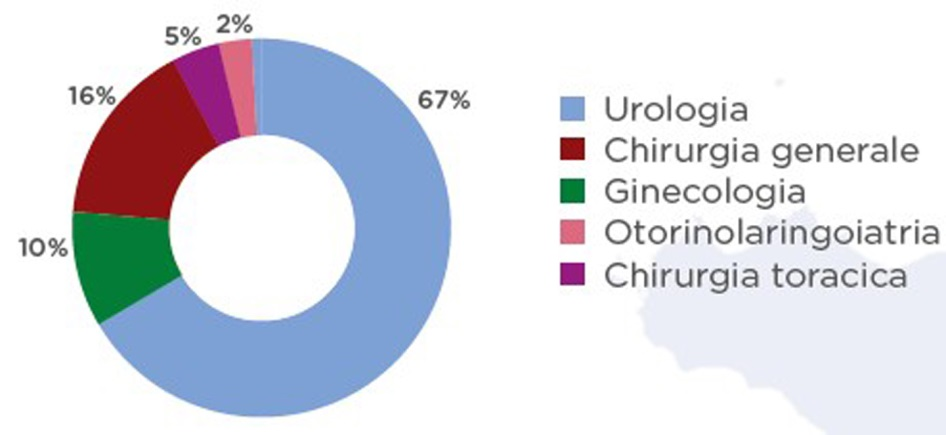 2%
5%
16%
67%
10%
Urologia
Chirurgia generale
Ginecologia
Otorinolaringoiatria
Chirurgia toracica